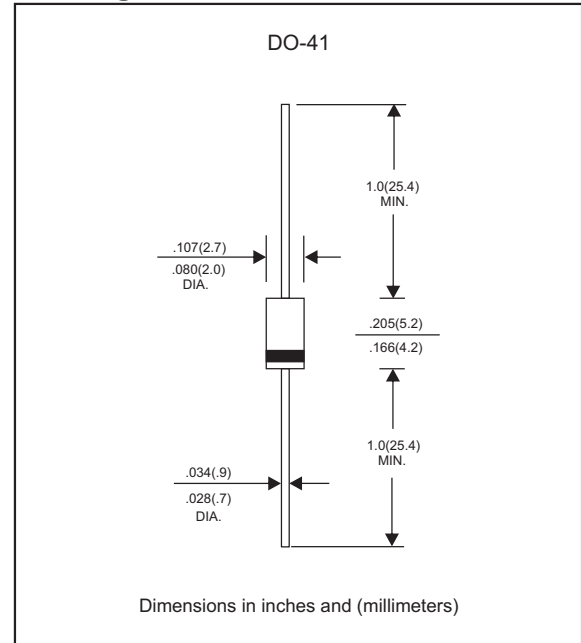 DO-41
1.0(25.4)
MIN.
.107(2.7)
.080(2.0)
DIA.
.205(5.2)
.166(4.2)
1.0(25.4)
MIN.
.034(.9)
.028(.7)
DIA.
Dimensions in inches and (millimeters)